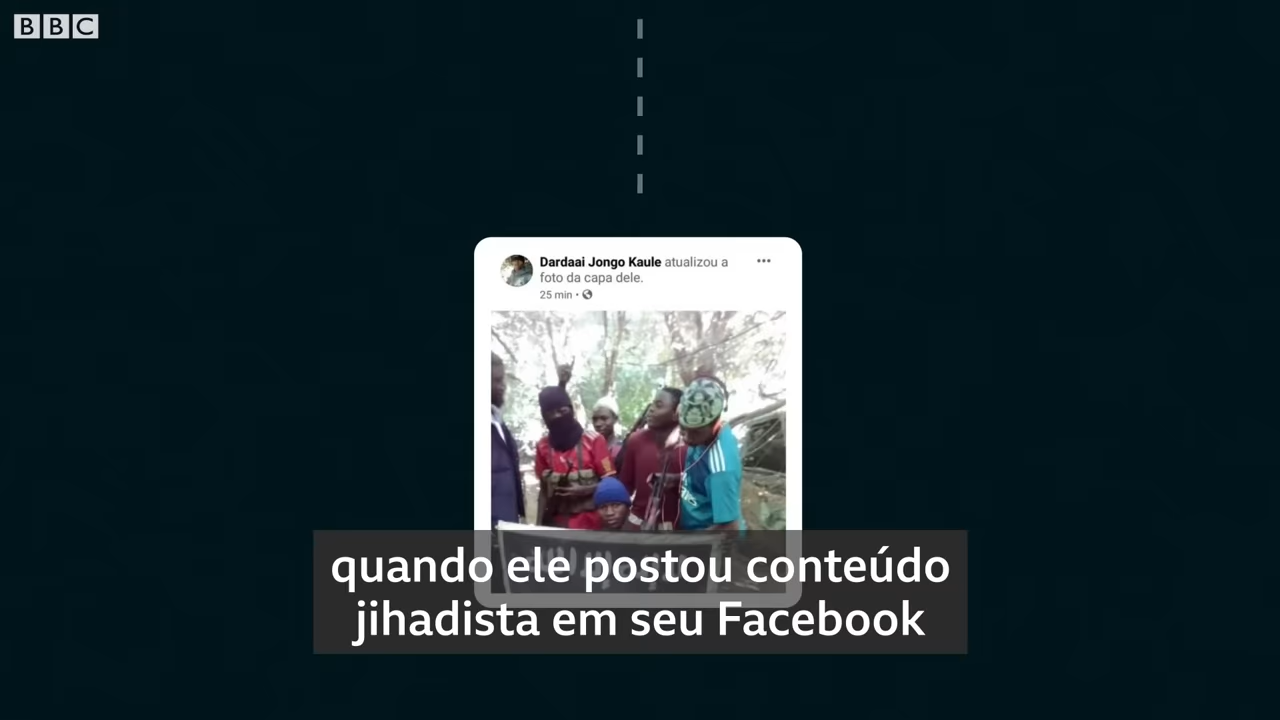 BBC
Dardaai Jongo Kaule atualizou a
foto da capa dele.
25 min
quando ele postou conteúdo
jihadista em seu Facebook